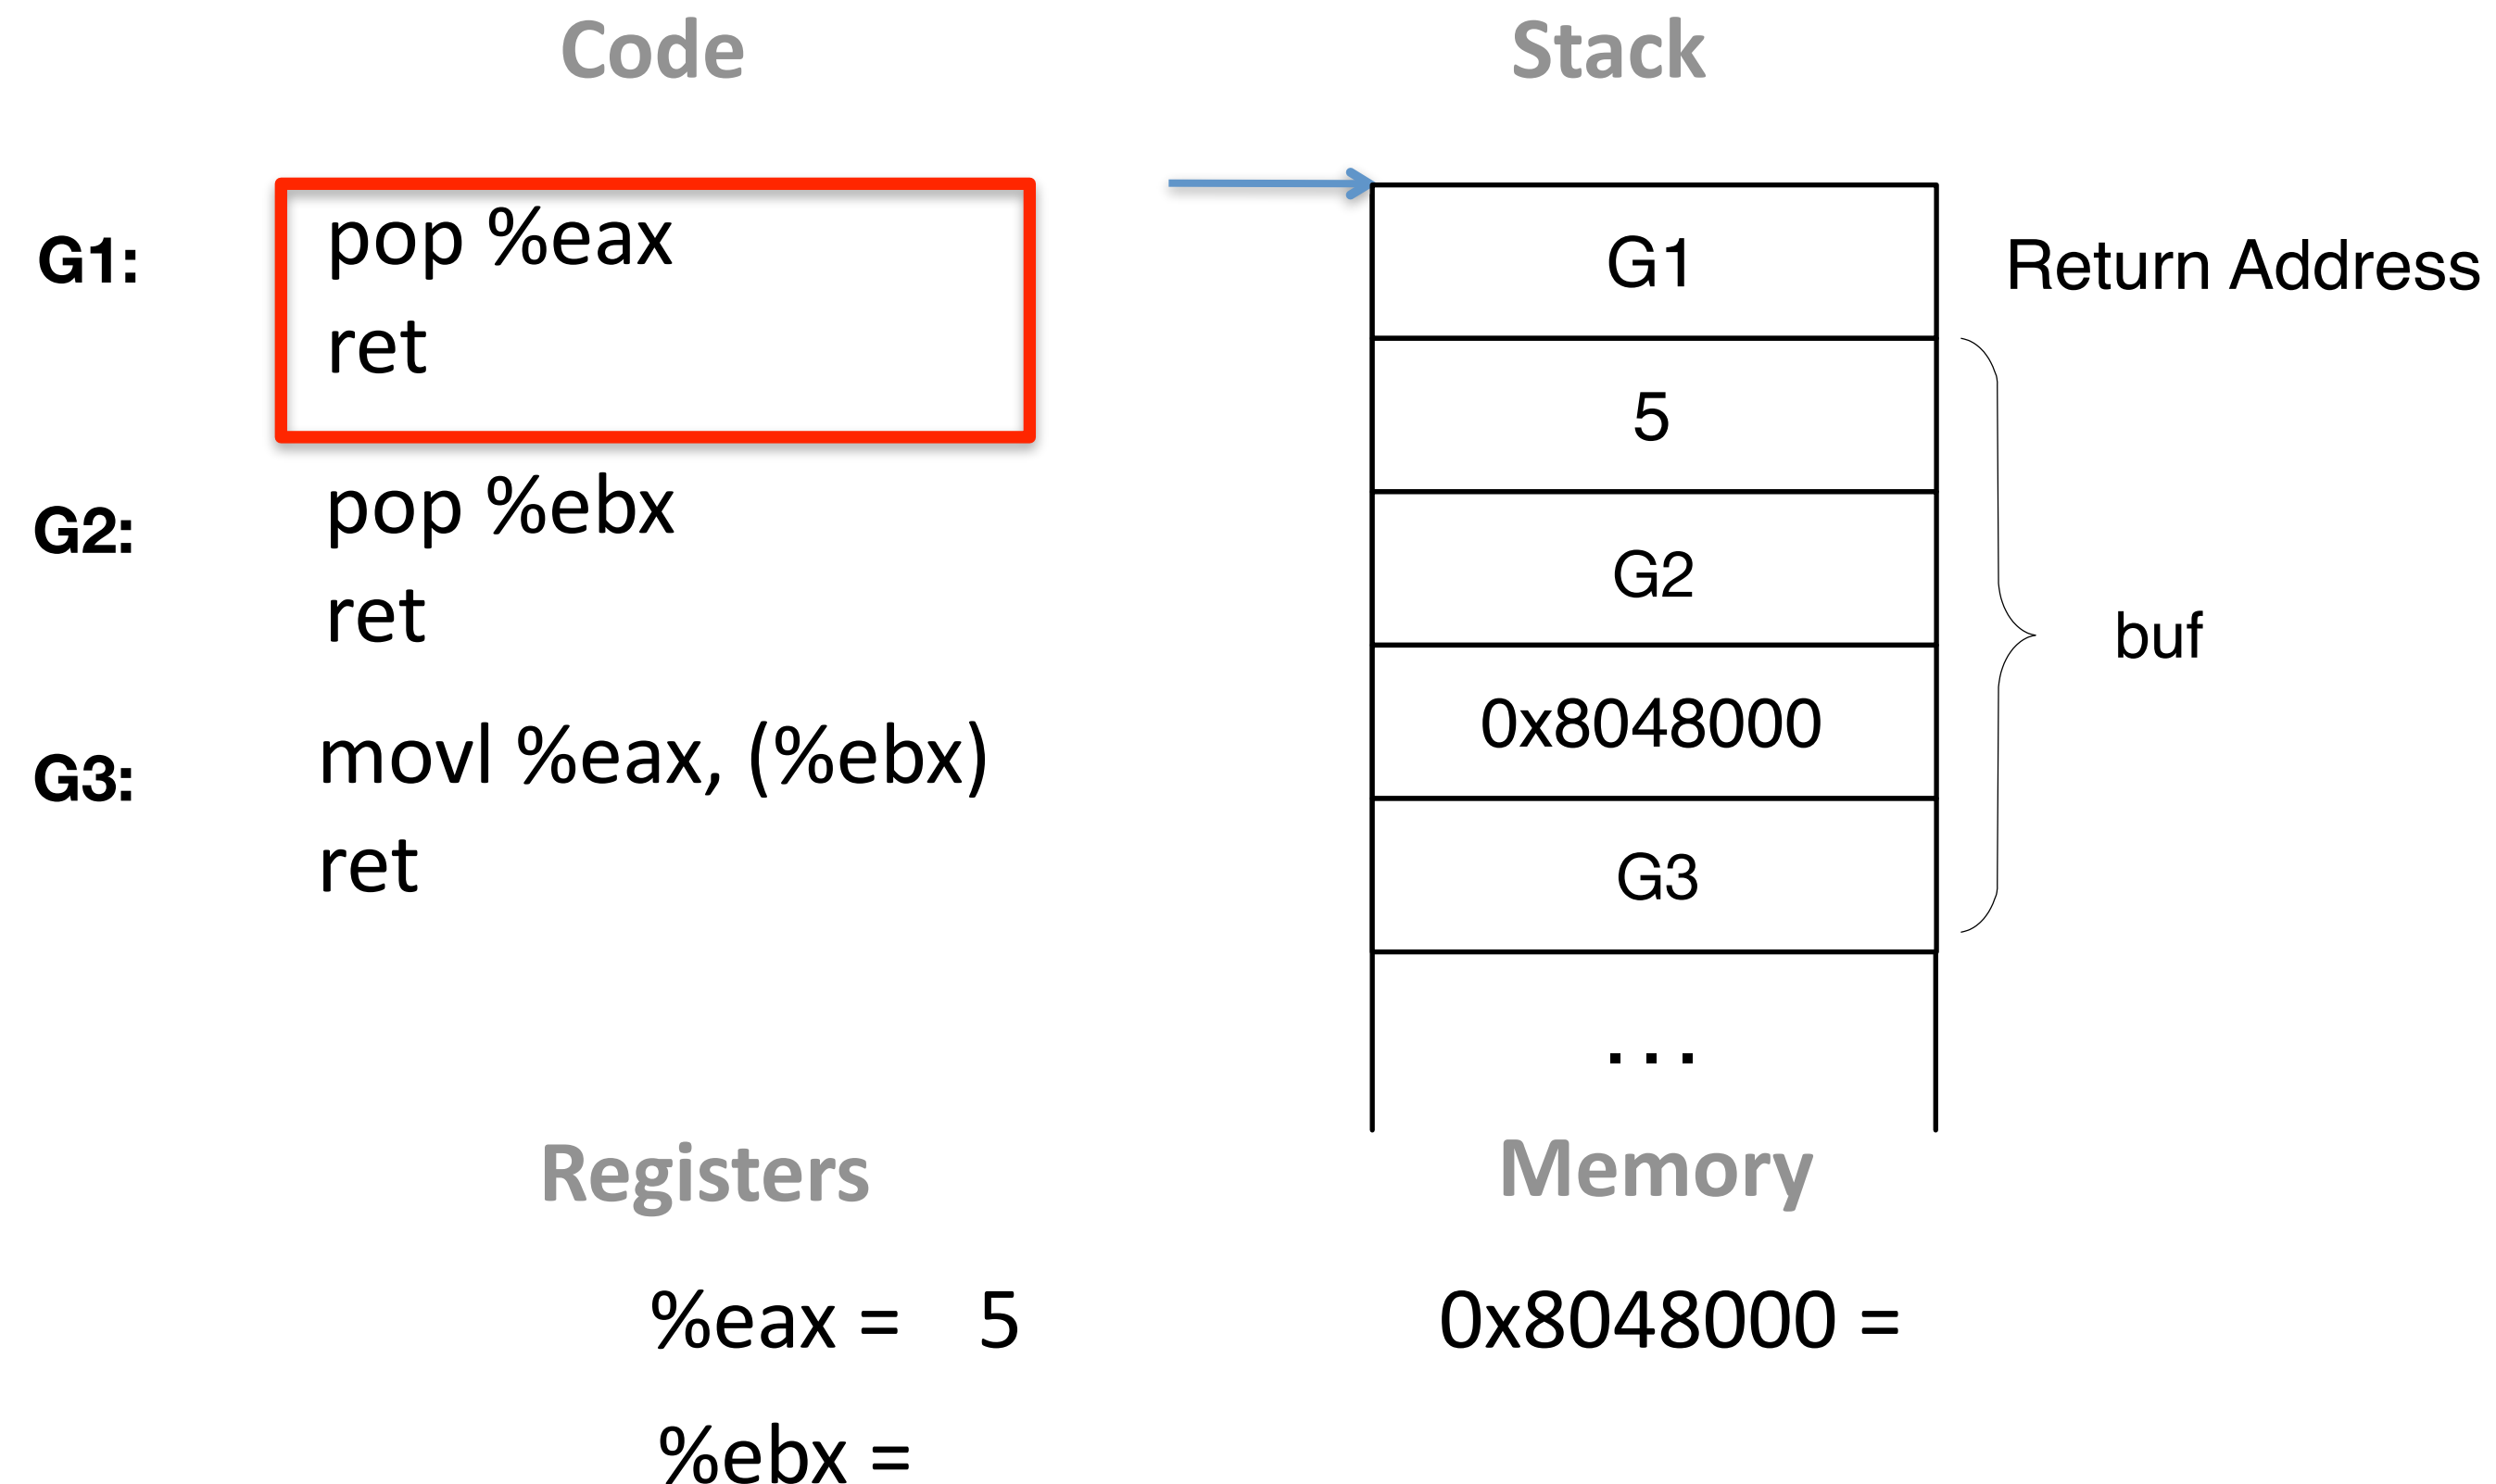 Code
G1: pop %eax
ret
G2: pop %ebx
ret
G3: movl %eax, (%ebx)
ret
Stack
G1 Return Address
5
G2
buf
0x8048000
G3
...
Registers
%eax = 5
%ebx =
Memory
0x8048000 =